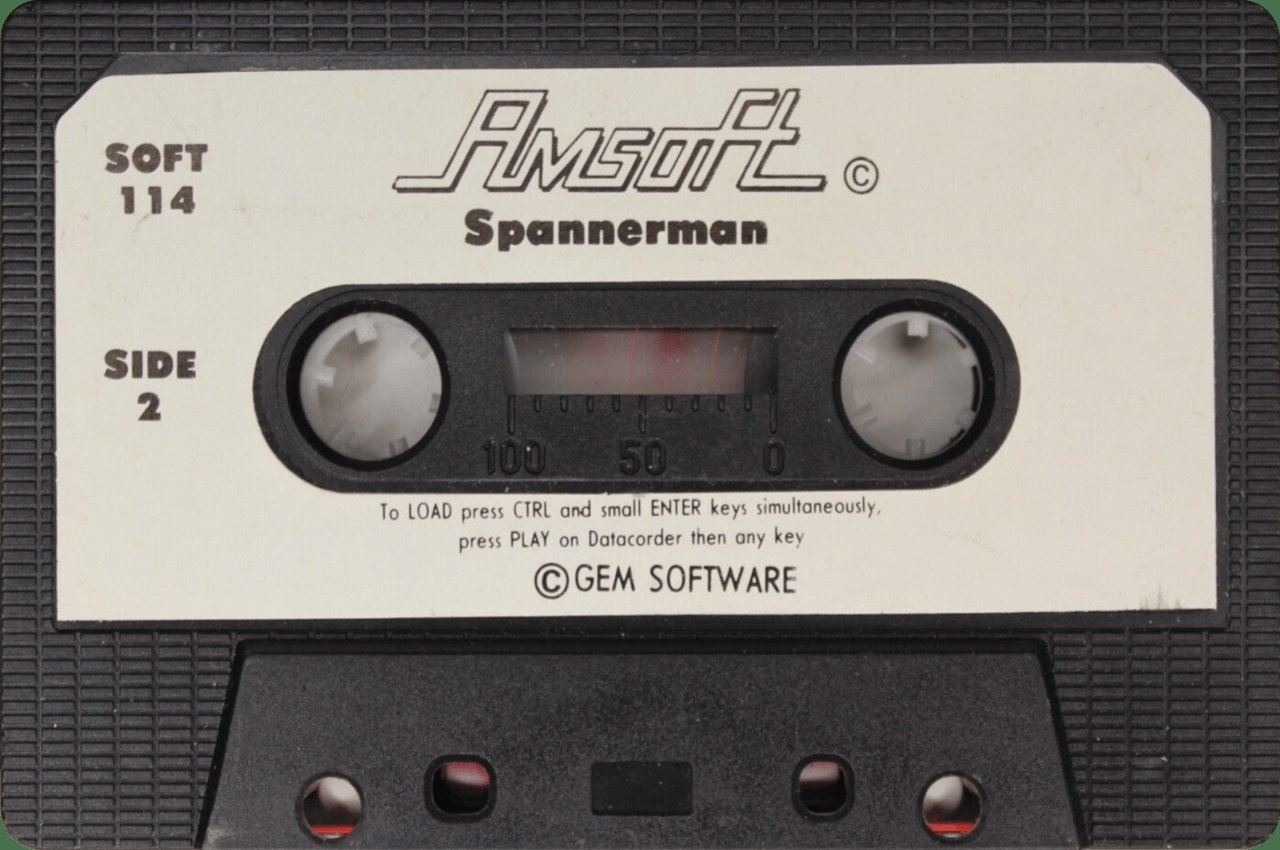 SOFT
114
Amsoft ©
Spannerman
SIDE
2
100 50 0
To LOAD press CTRL and small ENTER keys simultaneously,
press PLAY on Datacorder then any key
© GEM SOFTWARE